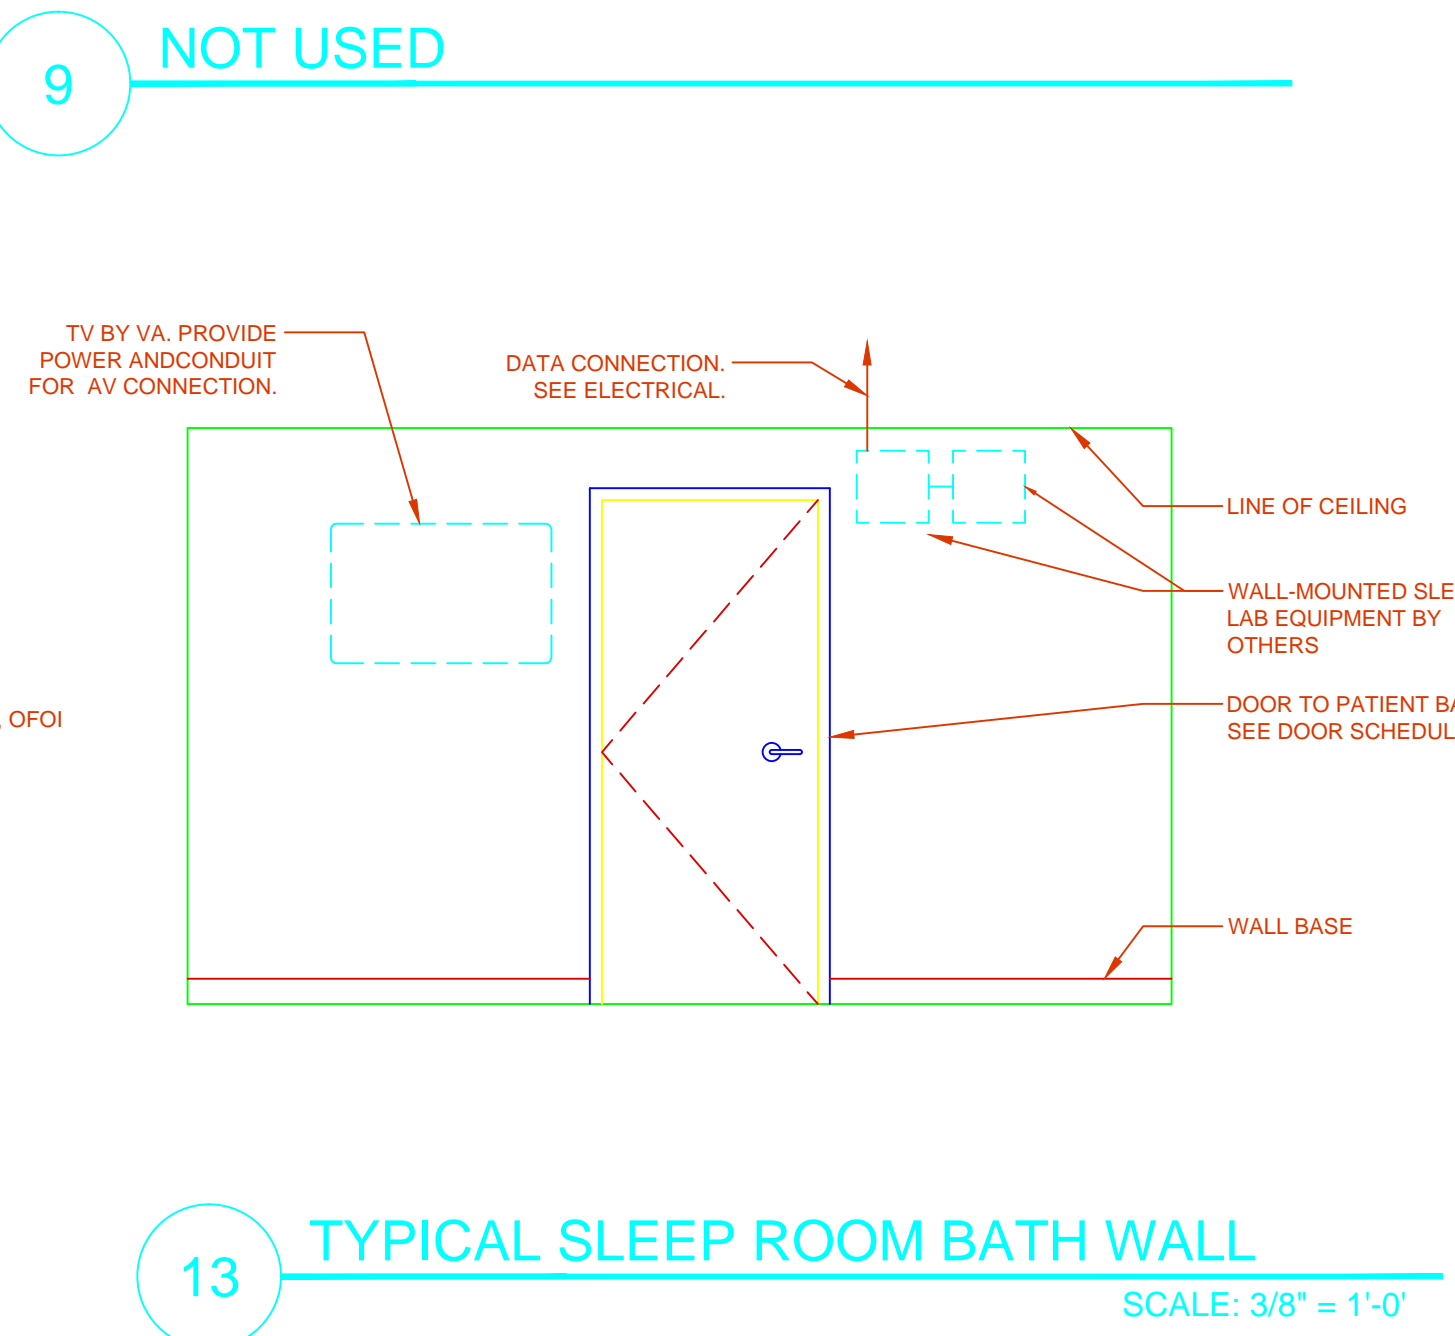 9
NOT USED
TV BY VA. PROVIDE
POWER ANDCONDUIT
FOR AV CONNECTION.
DATA CONNECTION.
SEE ELECTRICAL.
LINE OF CEILING
WALL-MOUNTED
LAB EQUIPMENT BY
OTHERS
OFOI
DOOR TO PATIENT
SEE DOOR
WALL BASE
13
TYPICAL SLEEP ROOM BATH WALL
SCALE: 3/8" = 1'-0'